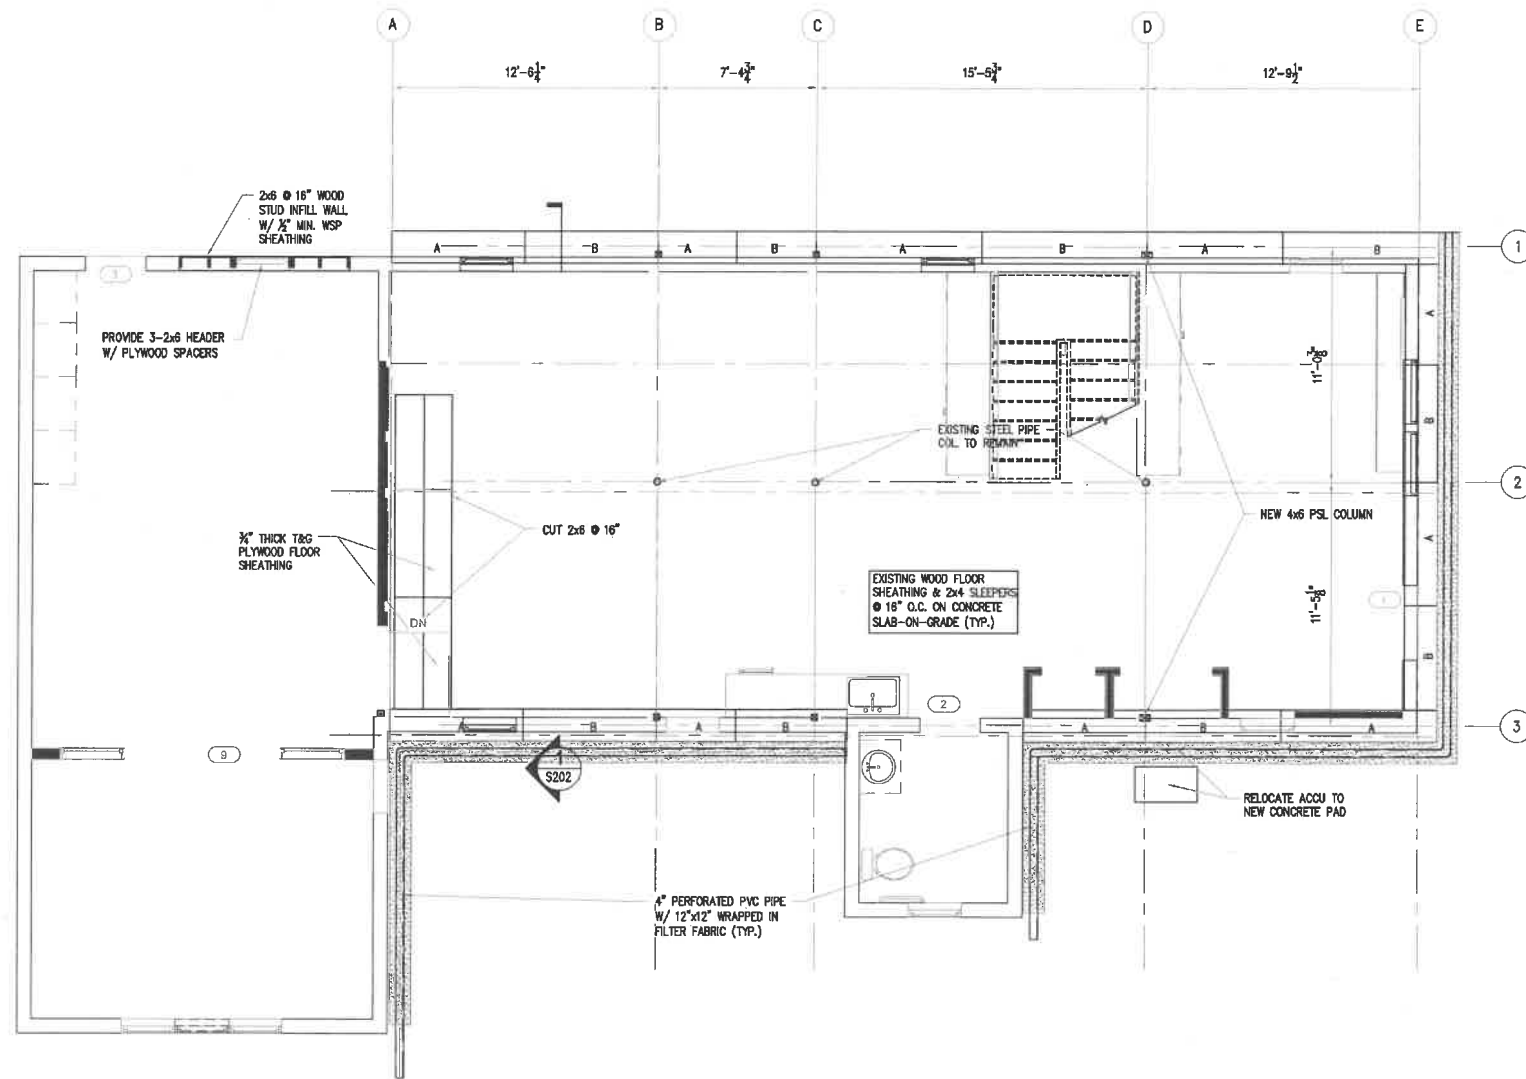 A
B
C
D
E
12'-6¼"
7'-4¾"
15'-5¾"
12'-9½"
2x6 @ 16" WOOD
STUD INFILL WALL
W/ ½" MIN. WSP
SHEATHING
A
B
A
B
A
B
A
B
1
PROVIDE 3-2x6 HEADER
W/ PLYWOOD SPACERS
A
11'-0⅜"
B
EXISTING STEEL PIPE
COL. TO REMAIN
2
NEW 4x6 PSL COLUMN
CUT 2x6 @ 16"
¾" THICK T&G
PLYWOOD FLOOR
SHEATHING
A
EXISTING WOOD FLOOR
SHEATHING & 2x4 SLEEPERS
@ 16" O.C. ON CONCRETE
SLAB-ON-GRADE (TYP.)
11'-5⅛"
DN
B
2
A
B
A
B
A
B
A
3
9
1
S202
RELOCATE ACCU TO
NEW CONCRETE PAD
4" PERFORATED PVC PIPE
W/ 12"x12" WRAPPED IN
FILTER FABRIC (TYP.)